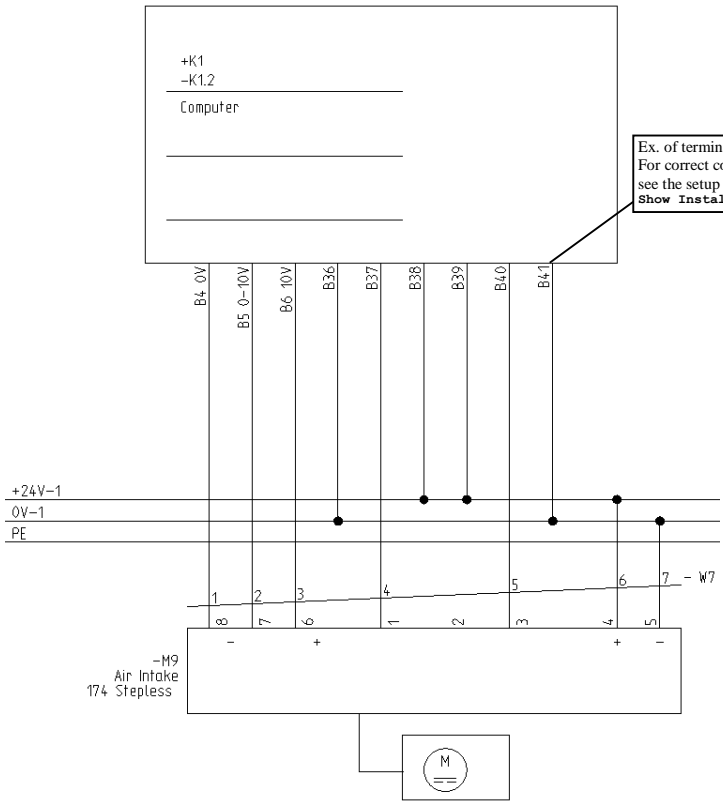 +K1
-K1.2
Computer
Ex. of termin
For correct co
see the setup
Show Instal
B4 0V
B5 0-10V
B6 10V
B36
B37
B38
B39
B40
B41
+24V-1
0V-1
PE
1 2 3 4 5 6 7 - W7
8 7 6 1 2 3 4 5
- + + -
-M9
Air Intake
174 Stepless
M